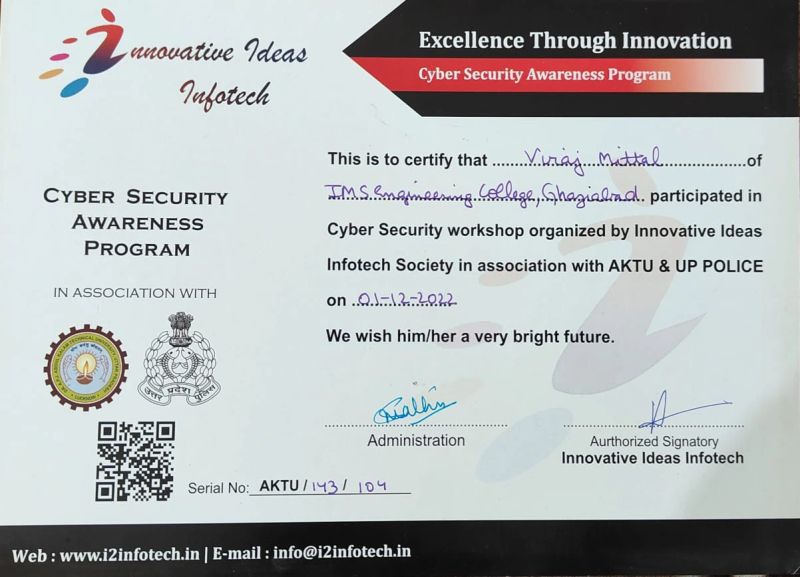 innovative Ideas
Infotech
Excellence Through Innovation
Cyber Security Awareness Program
CYBER SECURITY
AWARENESS
PROGRAM
IN ASSOCIATION WITH
उत्तर प्रदेश पुलिस
This is to certify that ......Viraj Mittal..................of
IMS Engineering College, Ghaziabad.. participated in
Cyber Security workshop organized by Innovative Ideas
Infotech Society in association with AKTU & UP POLICE
on ....01-12-2022
We wish him/her a very bright future.
Administration
Aurthorized Signatory
Innovative Ideas Infotech
Serial No: AKTU / 143 / 104
Web : www.i2infotech.in | E-mail : info@i2infotech.in